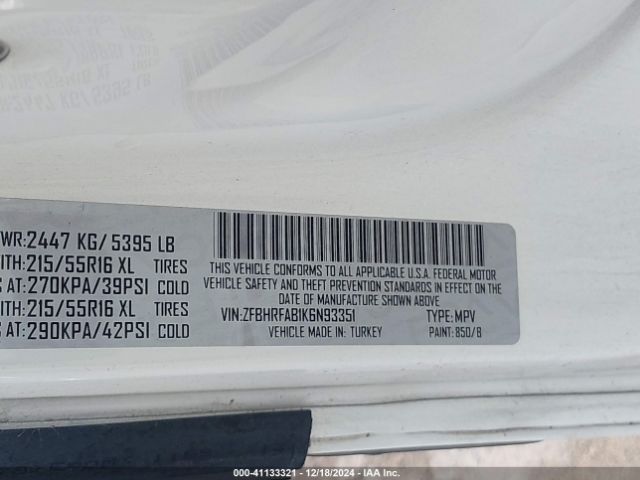 WR: 2447 KG/ 5395 LB
ITH: 215/55R16 XL TIRES
S AT: 270KPA/39PSI COLD
ITH: 215/55R16 XL TIRES
S AT: 290KPA/42PSI COLD
THIS VEHICLE CONFORMS TO ALL APPLICABLE U.S.A. FEDERAL MOTOR
VEHICLE SAFETY AND THEFT PREVENTION STANDARDS IN EFFECT ON
THE DATE OF MANUFACTURE SHOWN ABOVE.
VIN: ZFBHRFAB1K6N93351 TYPE: MPV
VEHICLE MADE IN: TURKEY PAINT: 850/B
000-41133321 - 12/18/2024 - IAA Inc.